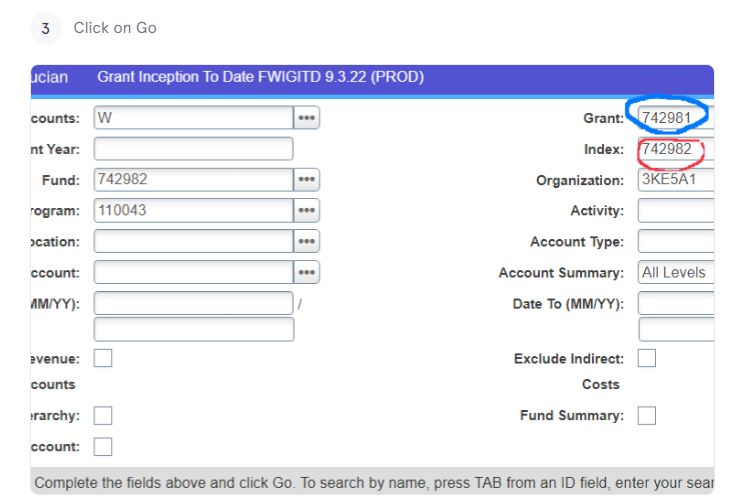 3 Click on Go
ucian Grant Inception To Date FWIGITD 9.3.22 (PROD)
counts: W ••• Grant: 742981
nt Year: Index: 742982
Fund: 742982 ••• Organization: 3KE5A1
rogram: 110043 ••• Activity:
ocation: ••• Account Type:
ccount: ••• Account Summary: All Levels
MM/YY): / Date To (MM/YY):
evenue: Exclude Indirect:
counts Costs
erarchy: Fund Summary:
ccount:
Complete the fields above and click Go. To search by name, press TAB from an ID field, enter your sear